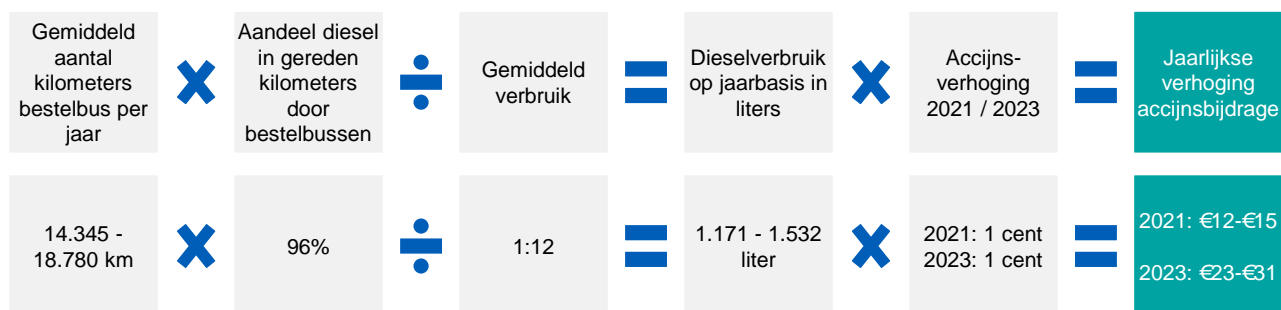 Gemiddeld
aantal
kilometers
bestelbus per
jaar
Aandeel diesel
in gereden
kilometers
door
bestelbussen
Gemiddeld
verbruik
Dieselverbruik
op jaarbasis in
liters
Accijns-
verhoging
2021 / 2023
Jaarlijkse
verhoging
accijnsbijdrage
14.345 -
18.780 km
96%
1:12
1.171 - 1.532
liter
2021: 1 cent
2023: 1 cent
2021: €12-€15
2023: €23-€31